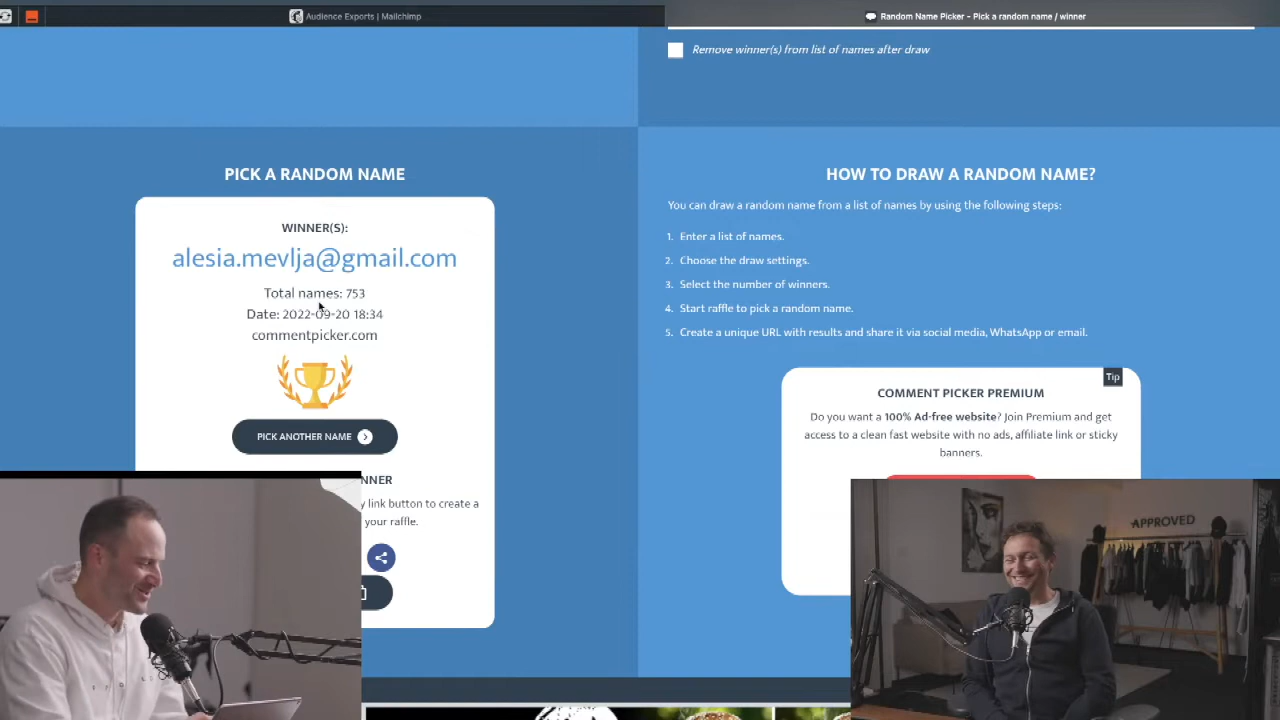 Audience Exports | Mailchimp
Random Name Picker - Pick a random name / winner
Remove winner(s) from list of names after draw
PICK A RANDOM NAME
WINNER(S):
alesia.mevlja@gmail.com
Total names: 753
Date: 2022-09-20 18:34
commentpicker.com
PICK ANOTHER NAME
NNER
y link button to create a
your raffle.
HOW TO DRAW A RANDOM NAME?
You can draw a random name from a list of names by using the following steps:
1. Enter a list of names.
2. Choose the draw settings.
3. Select the number of winners.
4. Start raffle to pick a random name.
5. Create a unique URL with results and share it via social media, WhatsApp or email.
Tip
COMMENT PICKER PREMIUM
Do you want a 100% Ad-free website? Join Premium and get
access to a clean fast website with no ads, affiliate link or sticky
banners.
APPROVED